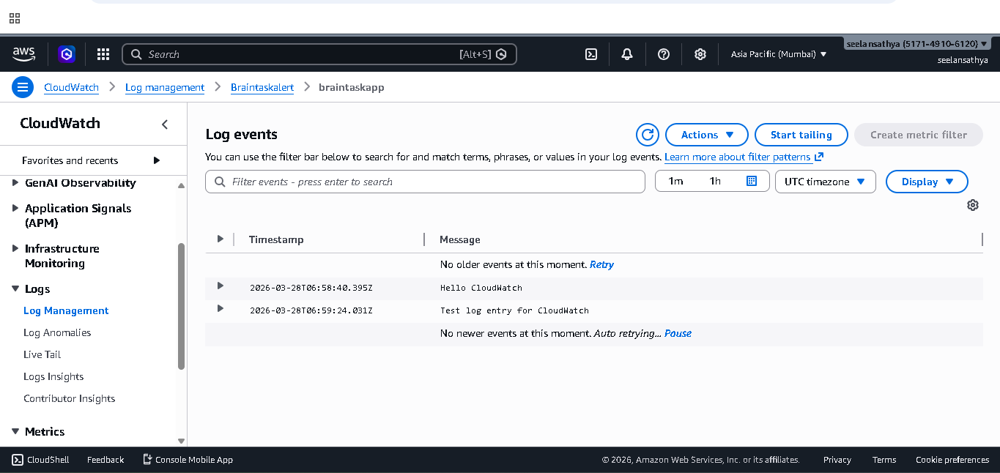 aws
Search [Alt+S]
Asia Pacific (Mumbai)
seelansathya (5171-4910-6120)
seelansathya
CloudWatch
Log management
Braintaskalert
braintaskapp
CloudWatch
Favorites and recents
GenAI Observability
Application Signals
(APM)
Infrastructure
Monitoring
Logs
Log Management
Log Anomalies
Live Tail
Logs Insights
Contributor Insights
Metrics
Log events
Actions
Start tailing
Create metric filter
You can use the filter bar below to search for and match terms, phrases, or values in your log events. Learn more about filter patterns
Filter events - press enter to search
1m 1h
UTC timezone
Display
Timestamp Message
No older events at this moment. Retry
2026-03-28T06:58:40.395Z Hello CloudWatch
2026-03-28T06:59:24.031Z Test log entry for CloudWatch
No newer events at this moment. Auto retrying... Pause
CloudShell Feedback Console Mobile App © 2026, Amazon Web Services, Inc. or its affiliates. Privacy Terms Cookie preferences